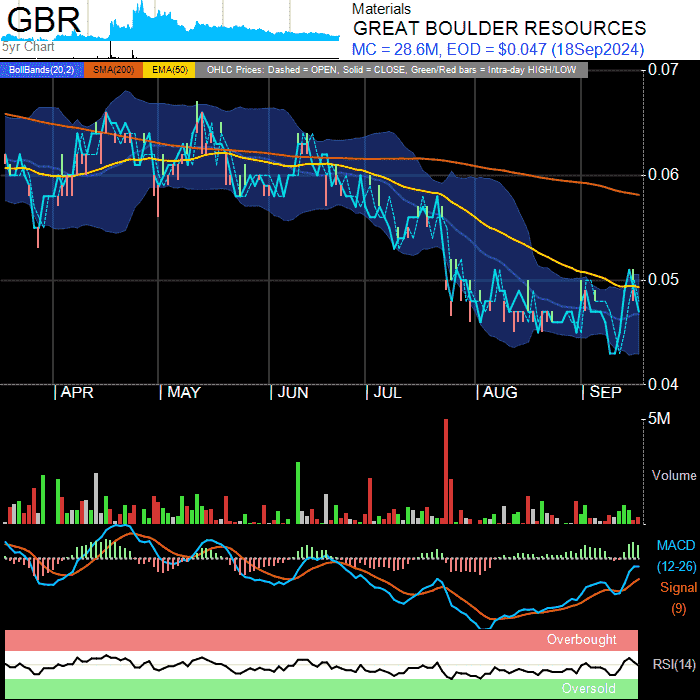 GBR
5yr Chart
Materials
GREAT BOULDER RESOURCES
MC = 28.6M, EOD = $0.047 (18Sep2024)
BollBands(20,2) SMA(200) EMA(50) OHLC Prices: Dashed = OPEN, Solid = CLOSE, Green/Red bars = Intra-day HIGH/LOW
0.07
0.06
0.05
0.04
APR MAY JUN JUL AUG SEP
5M
Volume
MACD
(12-26)
Signal
(9)
Overbought
RSI(14)
Oversold